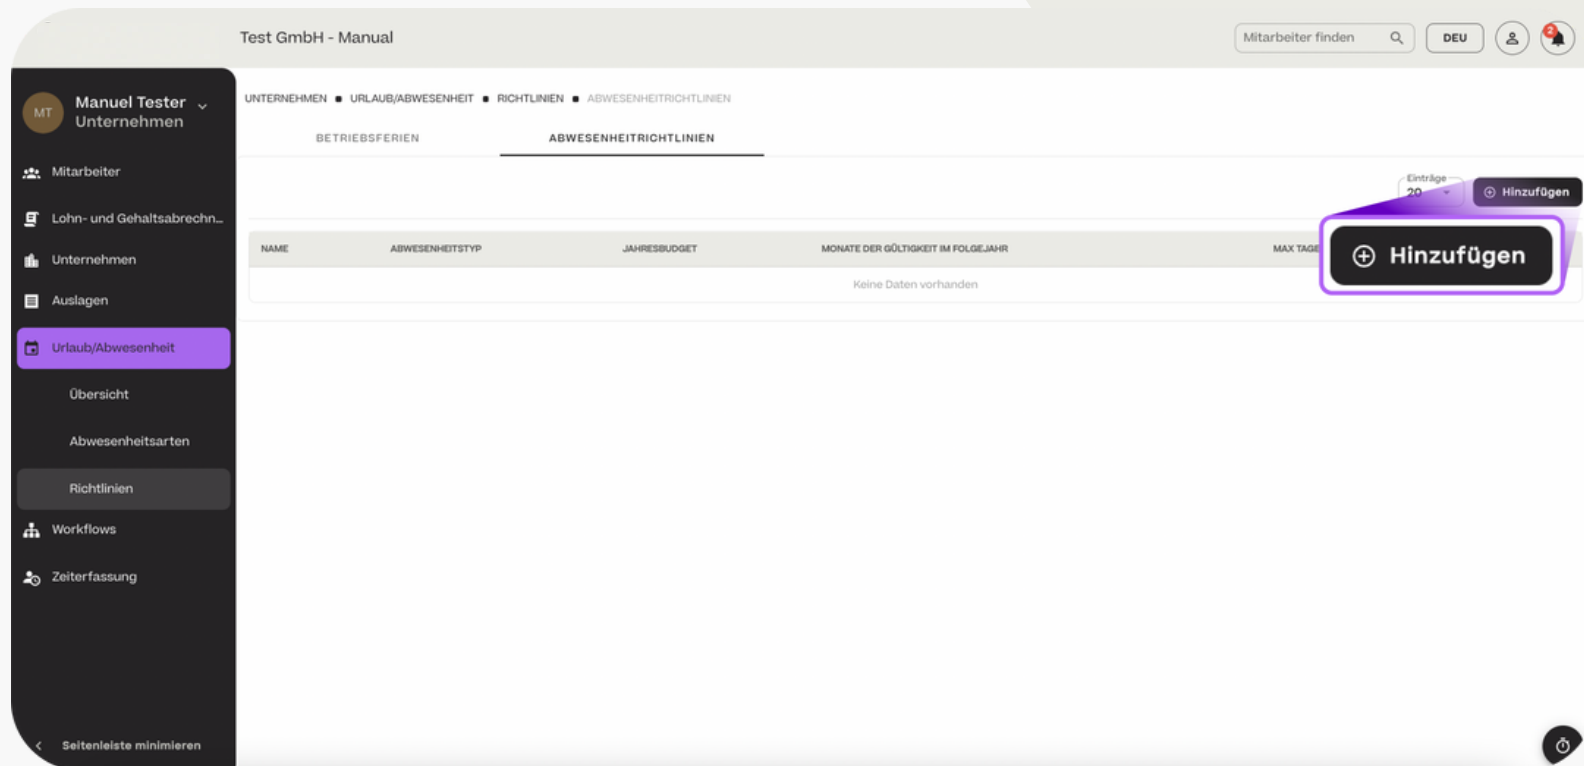 Test GmbH - Manual
Mitarbeiter finden
DEU
2
MT
Manuel Tester
Unternehmen
Mitarbeiter
Lohn- und Gehaltsabrechn...
Unternehmen
Auslagen
Urlaub/Abwesenheit
Übersicht
Abwesenheitsarten
Richtlinien
Workflows
Zeiterfassung
Seitenleiste minimieren
UNTERNEHMEN ■ URLAUB/ABWESENHEIT ■ RICHTLINIEN ■ ABWESENHEITRICHTLINIEN
BETRIEBSFERIEN
ABWESENHEITRICHTLINIEN
Einträge
20
Hinzufügen
NAME
ABWESENHEITSTYP
JAHRESBUDGET
MONATE DER GÜLTIGKEIT IM FOLGEJAHR
MAX TAGE
Hinzufügen
Keine Daten vorhanden